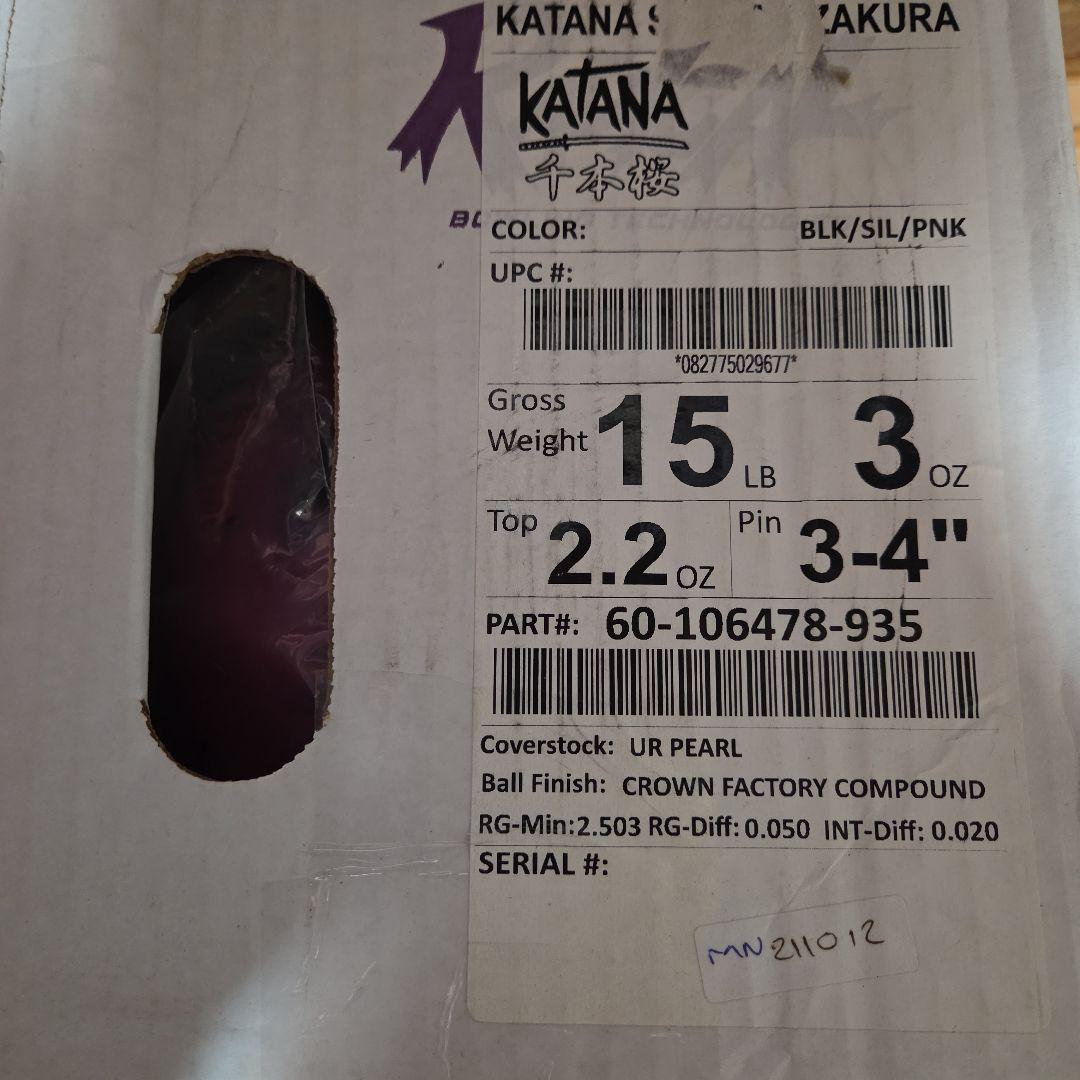 KATANA
KATANA
千本桜
COLOR: BLK/SIL/PNK
UPC #:
*082775029677*
Gross Weight 15 LB 3 OZ
Top 2.2 OZ Pin 3-4"
PART#: 60-106478-935
Coverstock: UR PEARL
Ball Finish: CROWN FACTORY COMPOUND
RG-Min:2.503 RG-Diff: 0.050 INT-Diff: 0.020
SERIAL #:
MN211012